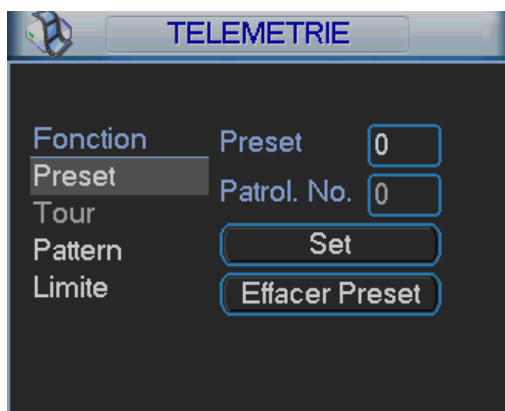 TELEMETRIE
Fonction
Preset
Tour
Pattern
Limite
Preset 0
Patrol. No. 0
Set
Effacer Preset